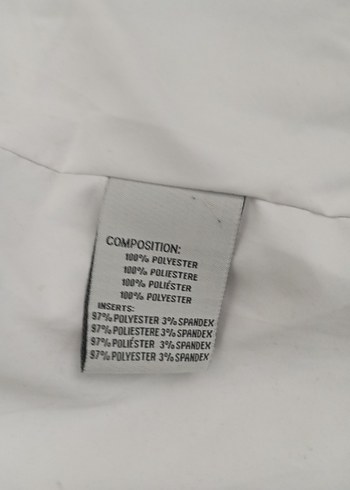 COMPOSITION:
100% POLYESTER
100% POLIESTERE
100% POLIÉSTER
100% POLYESTER
INSERTS:
97% POLYESTER 3% SPANDEX
97% POLIESTERE 3% SPANDEX
97% POLIÉSTER 3% SPANDEX
97% POLYESTER 3% SPANDEX